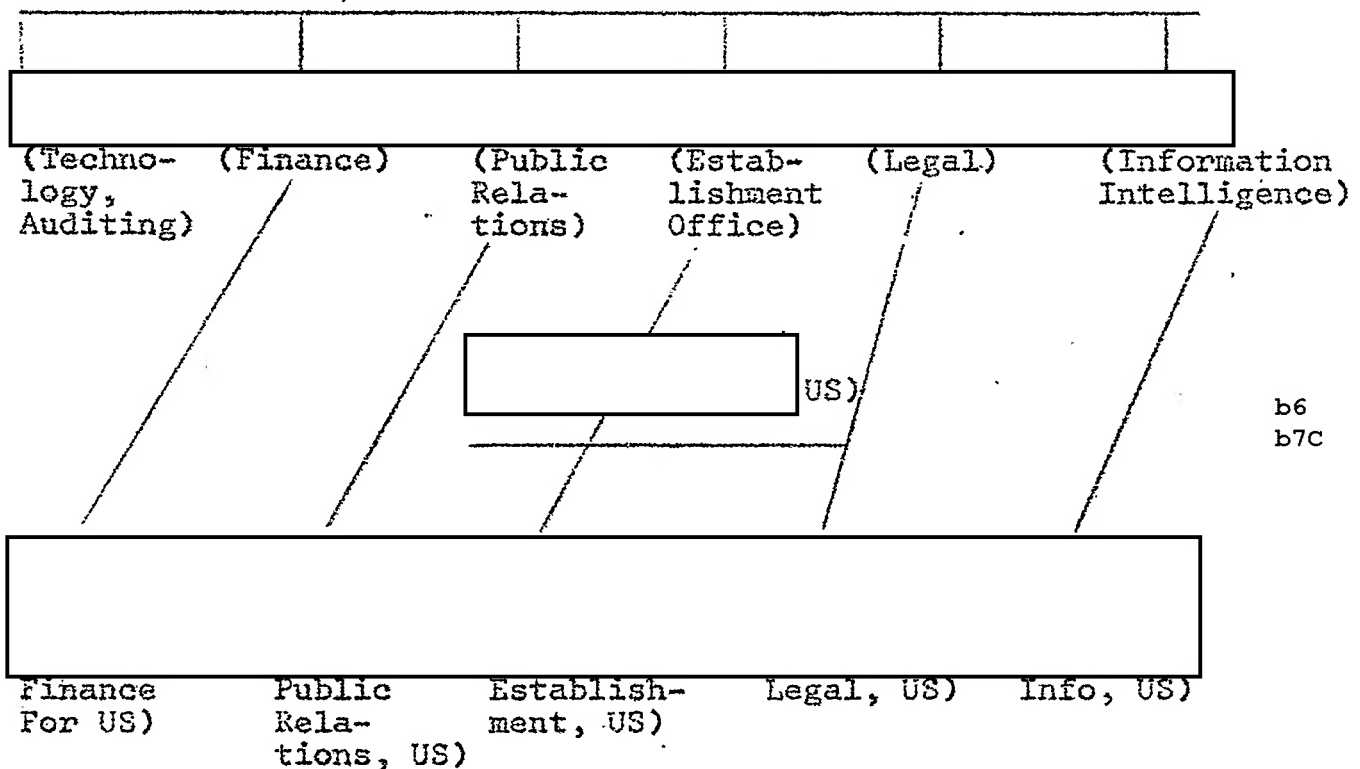 (Techno- (Finance) (Public (Estab- (Legal) (Information
logy, Rela- lishment Intelligence)
Auditing) tions) Office)
US)
b6
b7C
Finance Public Establish- Legal, US) Info, US)
For US) Rela- ment, US)
tions, US)